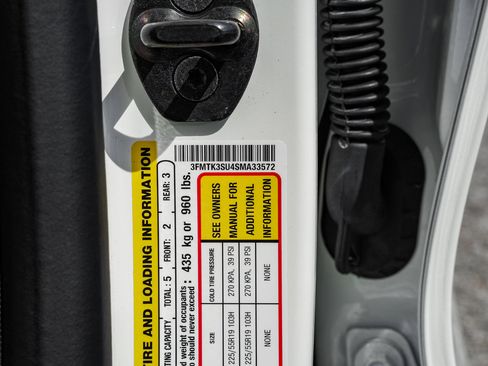 3FMTK3SU4SMA33572
TIRE AND LOADING INFORMATION
SEATING CAPACITY TOTAL : 5 FRONT: 2 REAR: 3
and weight of occupants
should never exceed : 435 kg or 960 lbs.
SIZE COLD TIRE PRESSURE SEE OWNERS
225/55R19 103H 270 KPA, 39 PSI MANUAL FOR
225/55R19 103H 270 KPA, 39 PSI ADDITIONAL
NONE NONE INFORMATION